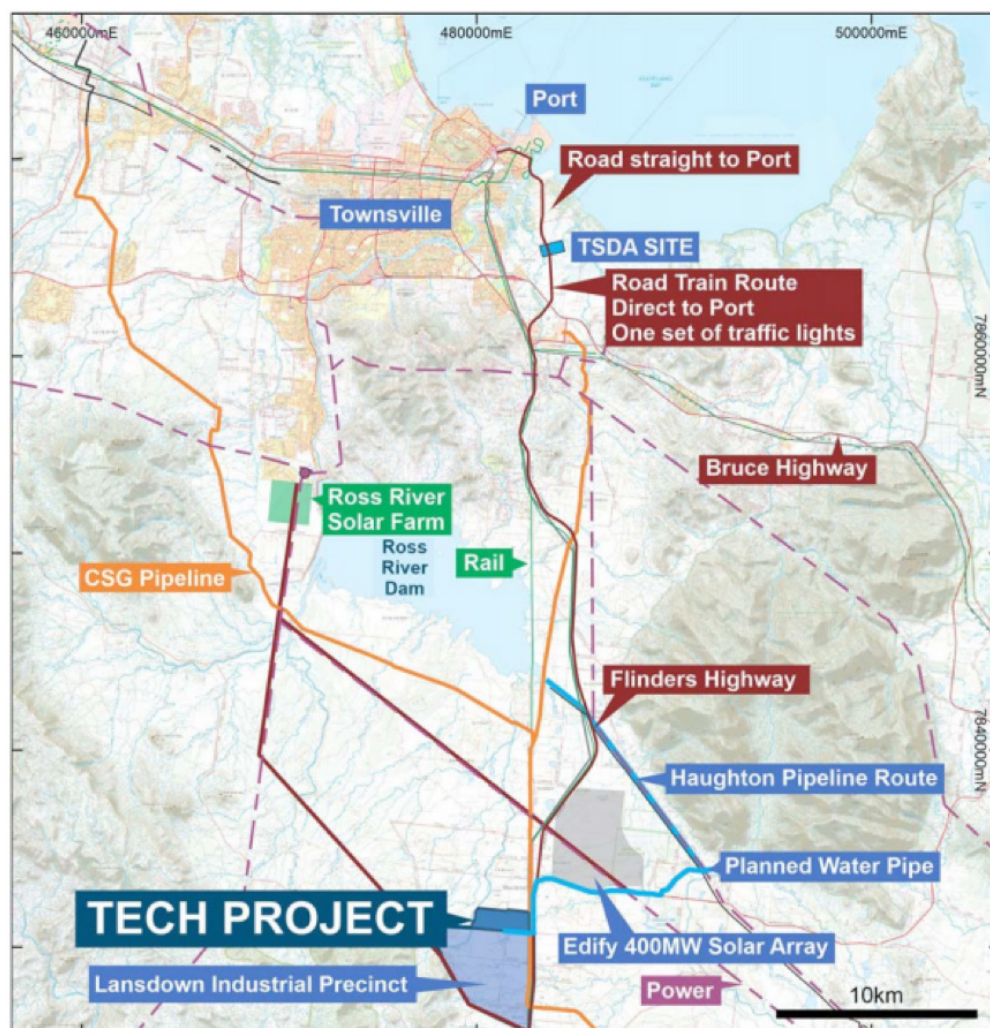 460000mE
480000mE
500000mE
Port
Road straight to Port
Townsville
TSDA SITE
Road Train Route
Direct to Port
One set of traffic lights
7860000mN
Bruce Highway
Ross River
Solar Farm
Ross
River
Dam
Rail
CSG Pipeline
Flinders Highway
7840000mN
Haughton Pipeline Route
Planned Water Pipe
TECH PROJECT
Edify 400MW Solar Array
Lansdown Industrial Precinct
Power
10km